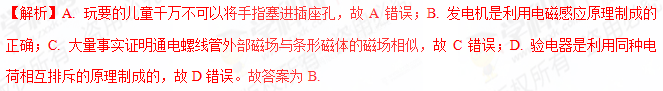 【解析】A. 玩要的儿童千万不可以将手指塞进插座孔，故 A 错误；B. 发电机是利用电磁感应原理制成的
正确；C. 大量事实证明通电螺线管外部磁场与条形磁体的磁场相似，故 C 错误；D. 验电器是利用同种电
荷相互排斥的原理制成的，故 D 错误。故答案为 B.